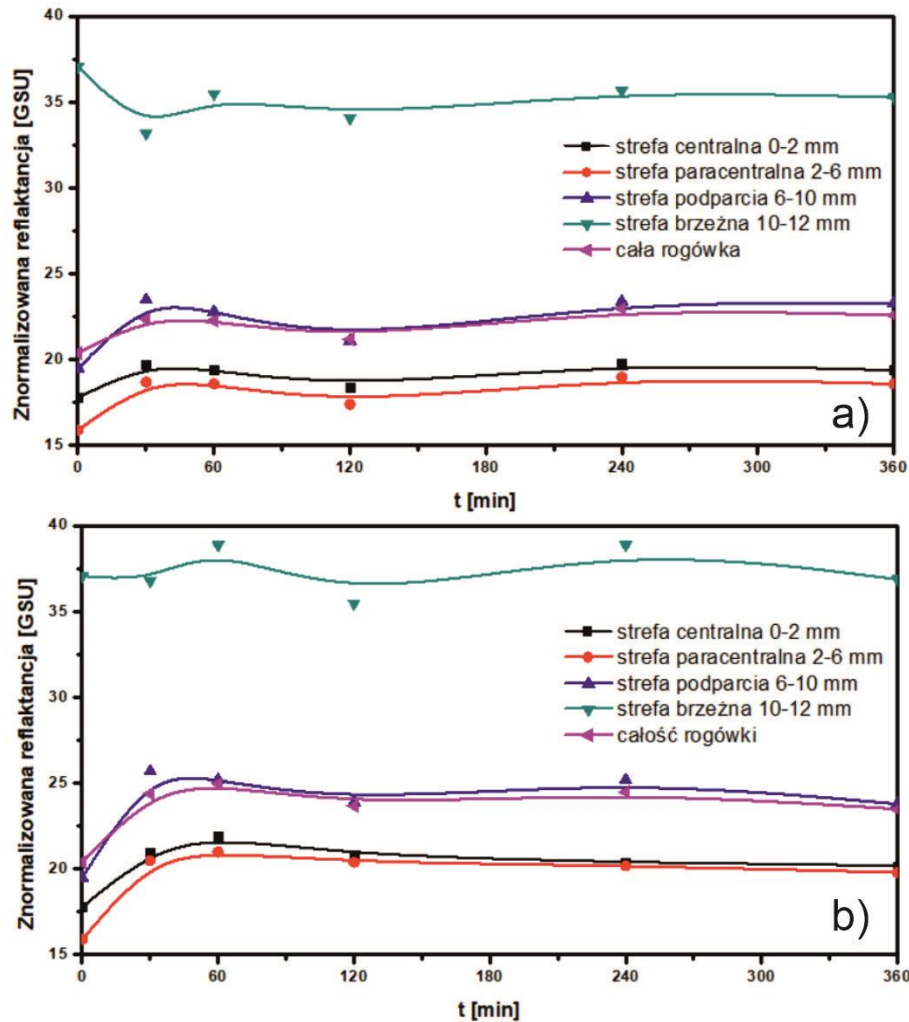 40
35
30
25
20
15
Znormalizowana reflaktancja [GSU]
strefa centralna 0-2 mm
strefa paracentralna 2-6 mm
strefa podparcia 6-10 mm
strefa brzeżna 10-12 mm
cała rogówka
a)
0 60 120 180 240 300 360
t [min]
40
35
30
25
20
15
Znormalizowana reflaktancja [GSU]
strefa centralna 0-2 mm
strefa paracentralna 2-6 mm
strefa podparcia 6-10 mm
strefa brzeżna 10-12 mm
całość rogówki
b)
0 60 120 180 240 300 360
t [min]